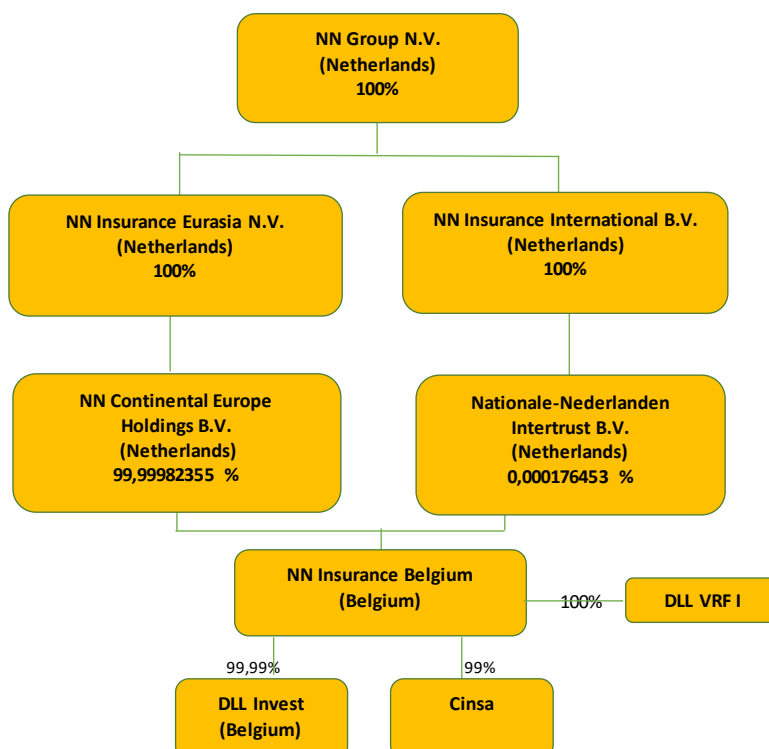 NN Group N.V.
(Netherlands)
100%
NN Insurance Eurasia N.V.
(Netherlands)
100%
NN Insurance International B.V.
(Netherlands)
100%
NN Continental Europe
Holdings B.V.
(Netherlands)
99,99982355 %
Nationale-Nederlanden
Intertrust B.V.
(Netherlands)
0,000176453 %
NN Insurance Belgium
(Belgium)
100%
DLL VRF I
99,99%
99%
DLL Invest
(Belgium)
Cinsa